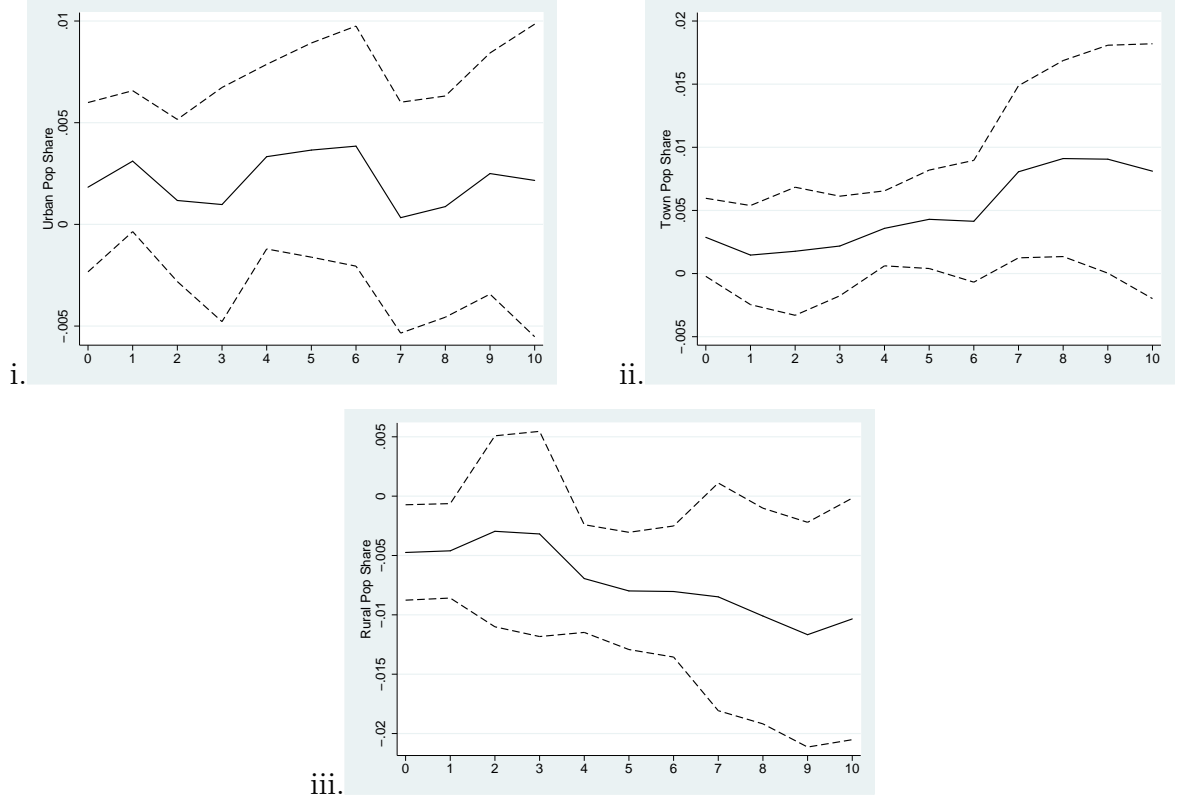 .01
.005
0
−.005
Urban Pop Share
0 1 2 3 4 5 6 7 8 9 10
i.
.02
.015
.01
.005
0
−.005
Town Pop Share
0 1 2 3 4 5 6 7 8 9 10
ii.
.005
0
−.005
−.01
−.015
−.02
Rural Pop Share
0 1 2 3 4 5 6 7 8 9 10
iii.